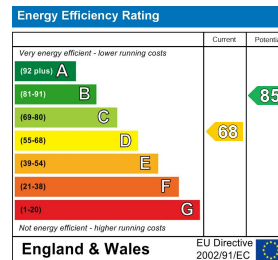 Energy Efficiency Rating
Current
Very energy efficient - lower running costs
(92 plus) A
(81-91) B
85
(69-80) C
(55-68) D
68
(39-54) E
(21-38) F
(1-20) G
Not energy efficient - higher running costs
England & Wales
EU Directive
2002/91/EC